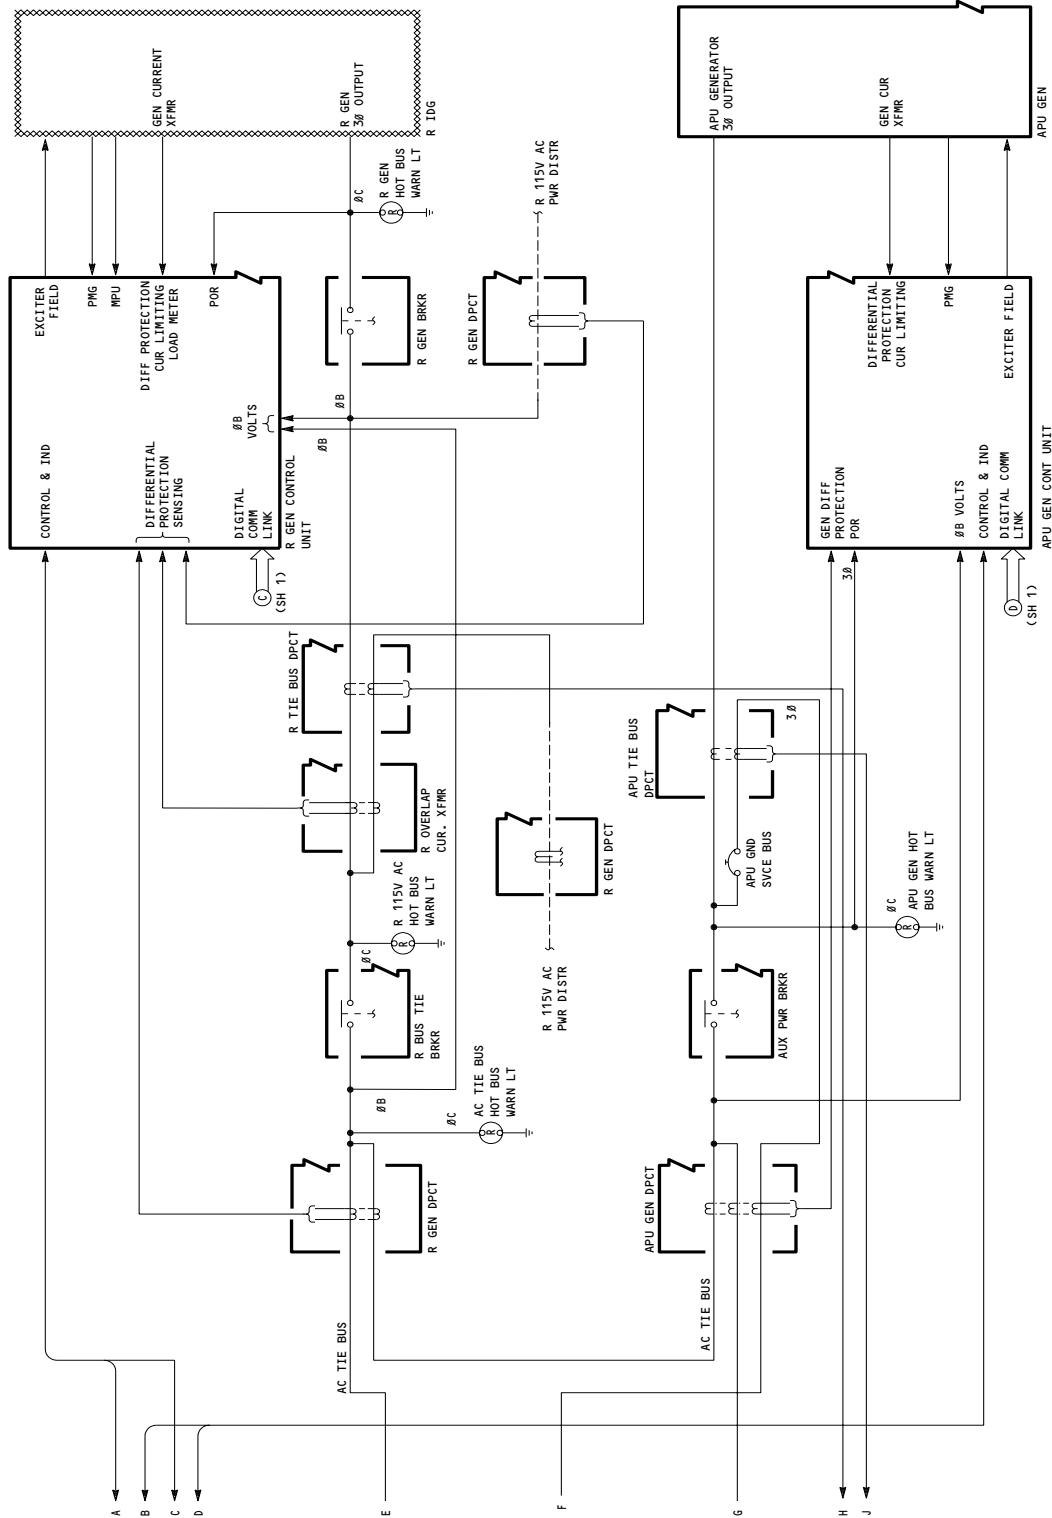 GEN CURRENT
XFMR
R GEN
3Ø OUTPUT
R IDG
APU GENERATOR
3Ø OUTPUT
GEN CUR
XFMR
APU GEN
ØC
R GEN
HOT BUS
WARN LT
R 115V AC
PWR DISTR
EXCITER
FIELD
PMG
MPU
DIFF PROTECTION
CUR LIMITING
LOAD METER
POR
ØB
VOLTS
CONTROL & IND
DIFFERENTIAL
PROTECTION
SENSING
DIGITAL
COMM
LINK
R GEN CONTROL
UNIT
C
(SH 1)
R GEN BRKR
R GEN DPCT
ØB
ØB
DIFFERENTIAL
PROTECTION
CUR LIMITING
PMG
EXCITER FIELD
GEN DIFF
PROTECTION
POR
ØB VOLTS
CONTROL & IND
DIGITAL COMM
LINK
APU GEN CONT UNIT
3Ø
D
(SH 1)
R TIE BUS DPCT
R OVERLAP
CUR. XFMR
R 115V AC
HOT BUS
WARN LT
ØC
R GEN DPCT
R 115V AC
PWR DISTR
APU TIE BUS
DPCT
3Ø
APU GND
SVCE BUS
ØC
APU GEN HOT
BUS WARN LT
R BUS TIE
BRKR
AUX PWR BRKR
ØB
ØC
AC TIE BUS
HOT BUS
WARN LT
R GEN DPCT
APU GEN DPCT
AC TIE BUS
AC TIE BUS
R
R
R
R
A
B
C
D
E
F
G
H
J